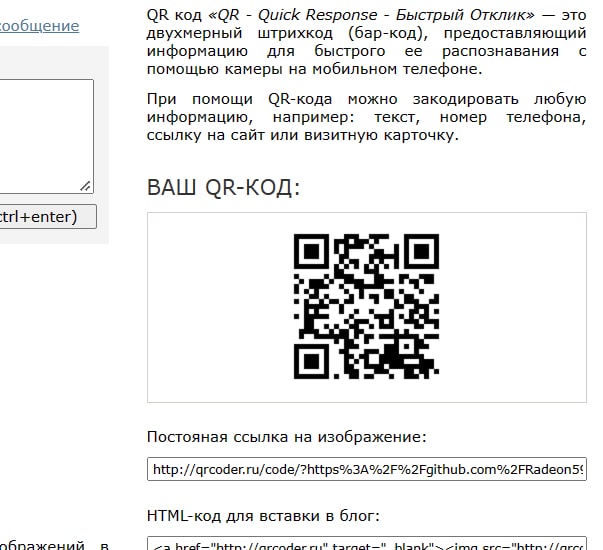 сообщение
ctrl+enter)
QR код «QR - Quick Response - Быстрый Отклик» — это
двухмерный штрихкод (бар-код), предоставляющий
информацию для быстрого ее распознавания с
помощью камеры на мобильном телефоне.
При помощи QR-кода можно закодировать любую
информацию, например: текст, номер телефона,
ссылку на сайт или визитную карточку.
ВАШ QR-КОД:
Постояная ссылка на изображение:
http://qrcoder.ru/code/?https%3A%2F%2Fgithub.com%2FRadeon59
HTML-код для вставки в блог:
ображений в
<a href="http://qrcoder.ru" target="_blank"><img src="http://qrco